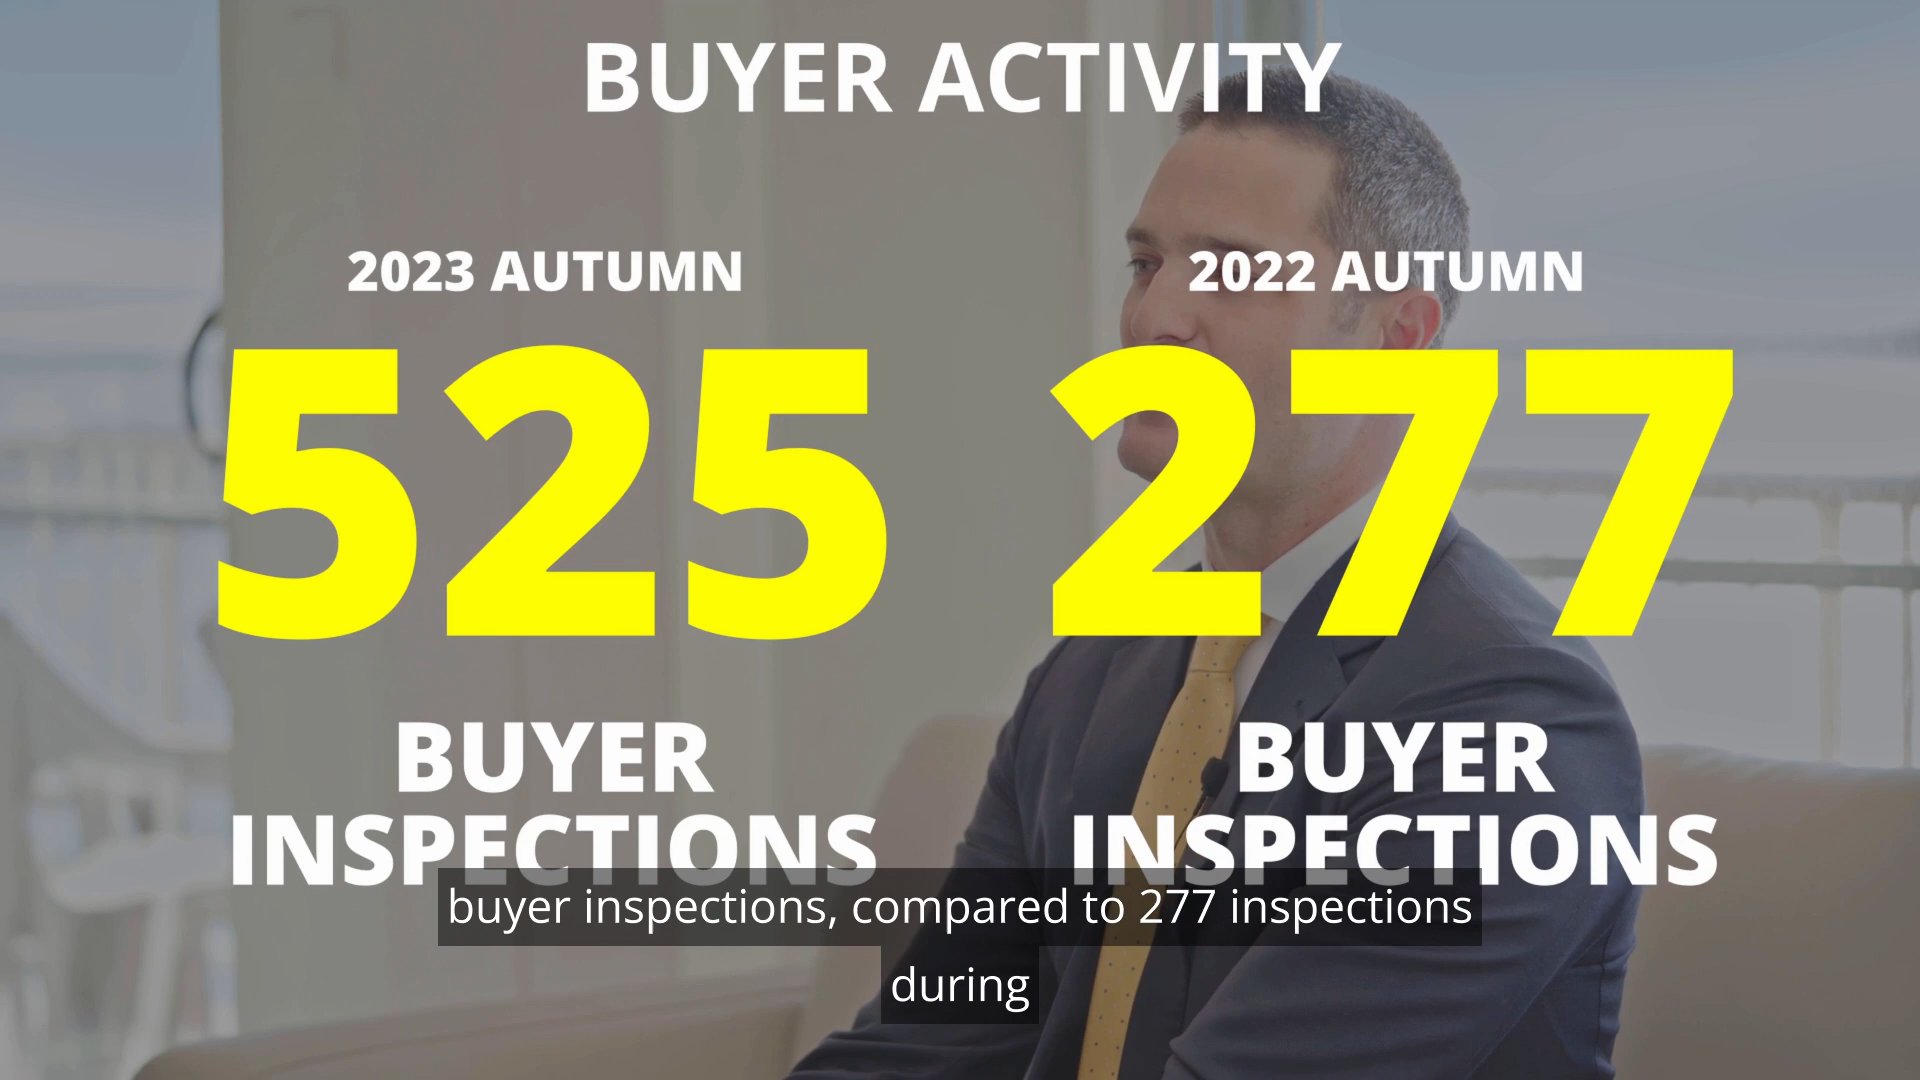 BUYER ACTIVITY
2023 AUTUMN
525
BUYER
INSPECTIONS
2022 AUTUMN
277
BUYER
INSPECTIONS
buyer inspections, compared to 277 inspections
during